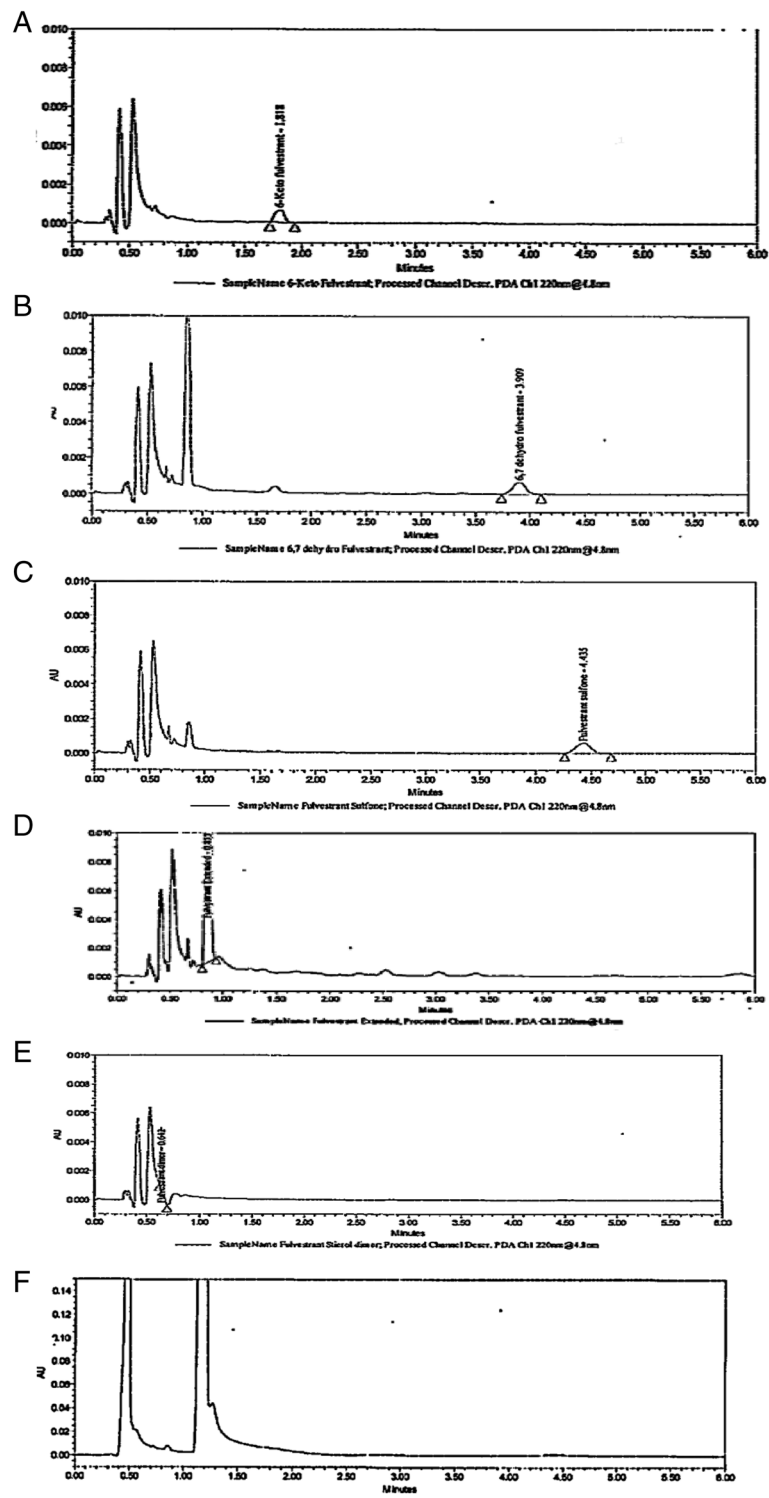 A
0.010
0.008
0.006
0.004
0.002
0.000
6-Keto fulvestrant - 1,818
0.00 0.50 1.00 1.50 2.00 2.50 3.00 3.50 4.00 4.50 5.00 5.50 6.00
Minutes
SampleName 6-Keto Fulvestrant; Processed Channel Descr. PDA Ch1 220nm@4.8nm
B
0.010
0.008
0.006
0.004
0.002
0.000
AU
6,7 dehydro fulvestrant - 3.909
0.00 0.50 1.00 1.50 2.00 2.50 3.00 3.50 4.00 4.50 5.00 5.50 6.00
Minutes
SampleName 6,7 dehydro Fulvestrant; Processed Channel Descr. PDA Ch1 220nm@4.8nm
C
0.010
0.008
0.006
0.004
0.002
0.000
AU
Fulvestrant sulfone - 4,435
0.00 0.50 1.00 1.50 2.00 2.50 3.00 3.50 4.00 4.50 5.00 5.50 6.00
Minutes
SampleName Fulvestrant Sulfone; Processed Channel Descr. PDA Ch1 220nm@4.8nm
D
0.010
0.008
0.006
0.004
0.002
0.000
AU
Fulvestrant Extended
0.00 0.50 1.00 1.50 2.00 2.50 3.00 3.50 4.00 4.50 5.00 5.50 6.00
Minutes
SampleName Fulvestrant Extended, Processed Channel Descr. PDA Ch1 220nm@4.8nm
E
0.010
0.008
0.006
0.004
0.002
0.000
AU
Fulvestrant dimer - 0.642
0.00 0.50 1.00 1.50 2.00 2.50 3.00 3.50 4.00 4.50 5.00 5.50 6.00
Minutes
SampleName Fulvestrant dimer; Processed Channel Descr. PDA Ch1 220nm@4.8nm
F
0.14
0.12
0.10
0.08
0.06
0.04
0.02
0.00
AU
0.00 0.50 1.00 1.50 2.00 2.50 3.00 3.50 4.00 4.50 5.00 5.50 6.00
Minutes